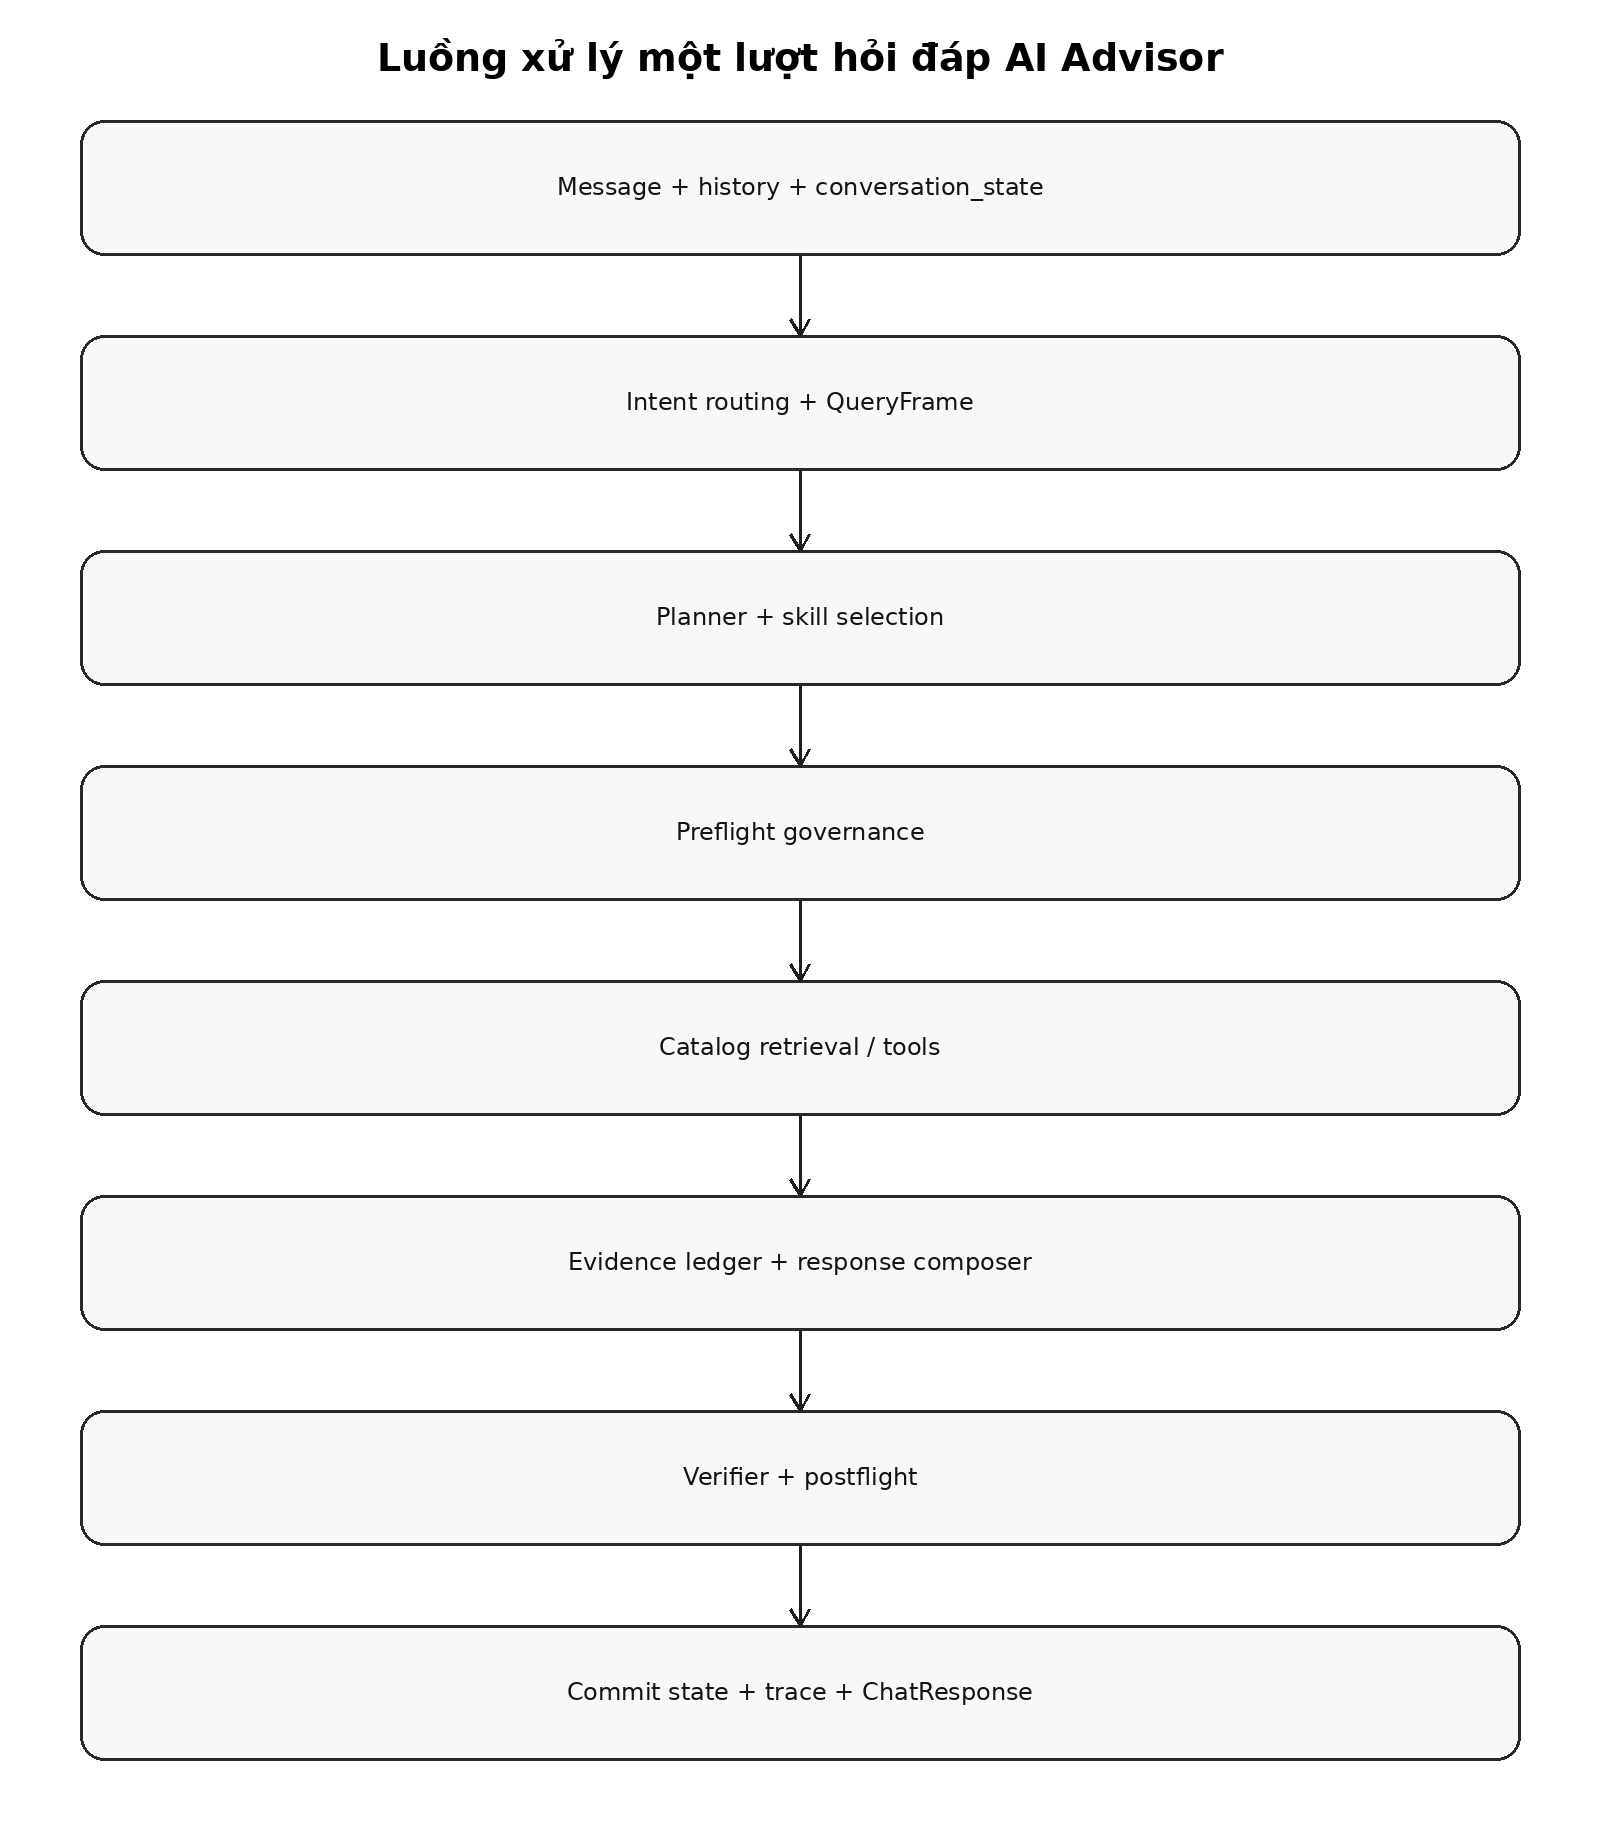 Luồng xử lý một lượt hỏi đáp AI Advisor
Message + history + conversation_state
Intent routing + QueryFrame
Planner + skill selection
Preflight governance
Catalog retrieval / tools
Evidence ledger + response composer
Verifier + postflight
Commit state + trace + ChatResponse